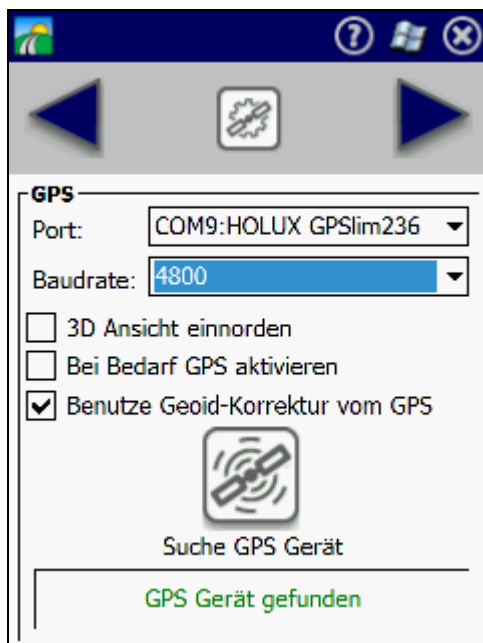 GPS
Port: COM9:HOLUX GPSlim236
Baudrate: 4800
3D Ansicht einnorden
Bei Bedarf GPS aktivieren
Benutze Geoid-Korrektur vom GPS
Suche GPS Gerät
GPS Gerät gefunden